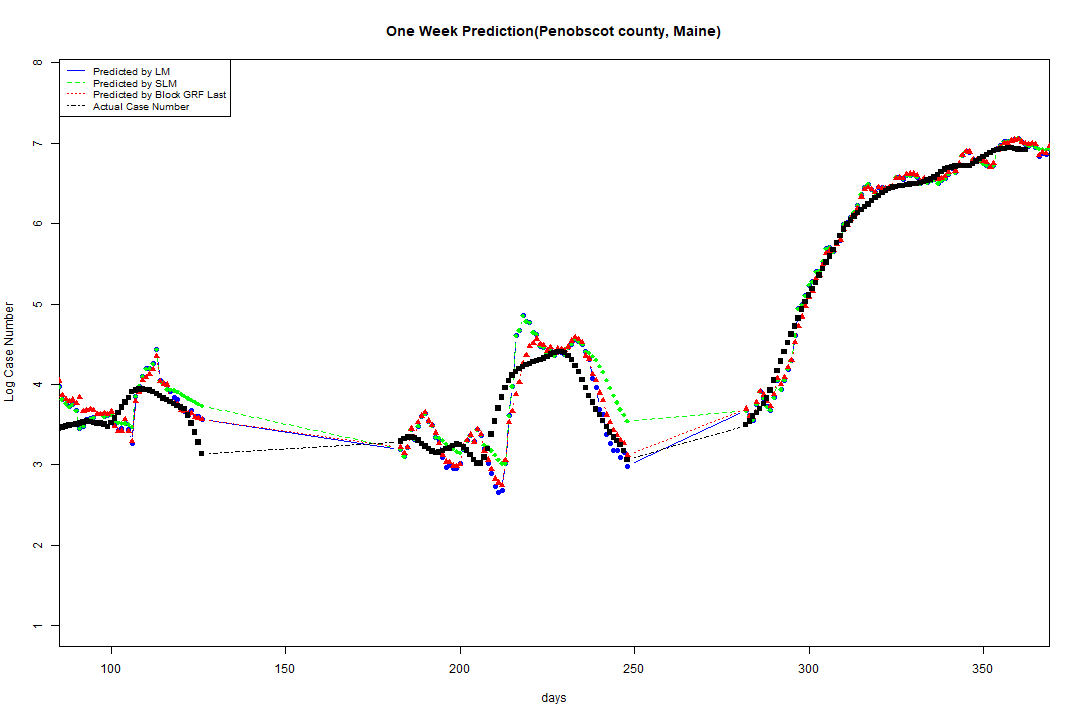 One Week Prediction(Penobscot county, Maine)
Predicted by LM
Predicted by SLM
Predicted by Block GRF Last
Actual Case Number
8
7
6
5
4
3
2
1
Log Case Number
100 150 200 250 300 350
days